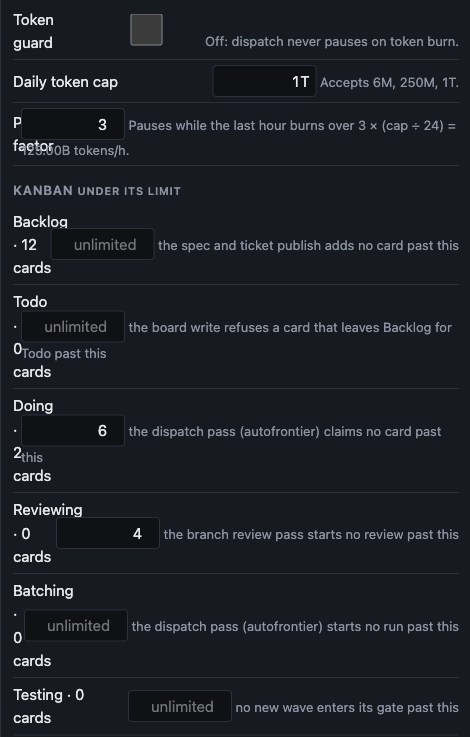 Token
guard
Off: dispatch never pauses on token burn.
Daily token cap 1T Accepts 6M, 250M, 1T.
P 3 Pauses while the last hour burns over 3 × (cap ÷ 24) =
factor
125.00B tokens/h.
KANBAN UNDER ITS LIMIT
Backlog
· 12 unlimited the spec and ticket publish adds no card past this
cards
Todo
· unlimited the board write refuses a card that leaves Backlog for
0 Todo past this
cards
Doing
· 6 the dispatch pass (autofrontier) claims no card past
2 this
cards
Reviewing
· 0 4 the branch review pass starts no review past this
cards
Batching
·
0 unlimited the dispatch pass (autofrontier) starts no run past this
cards
Testing · 0
cards
unlimited no new wave enters its gate past this